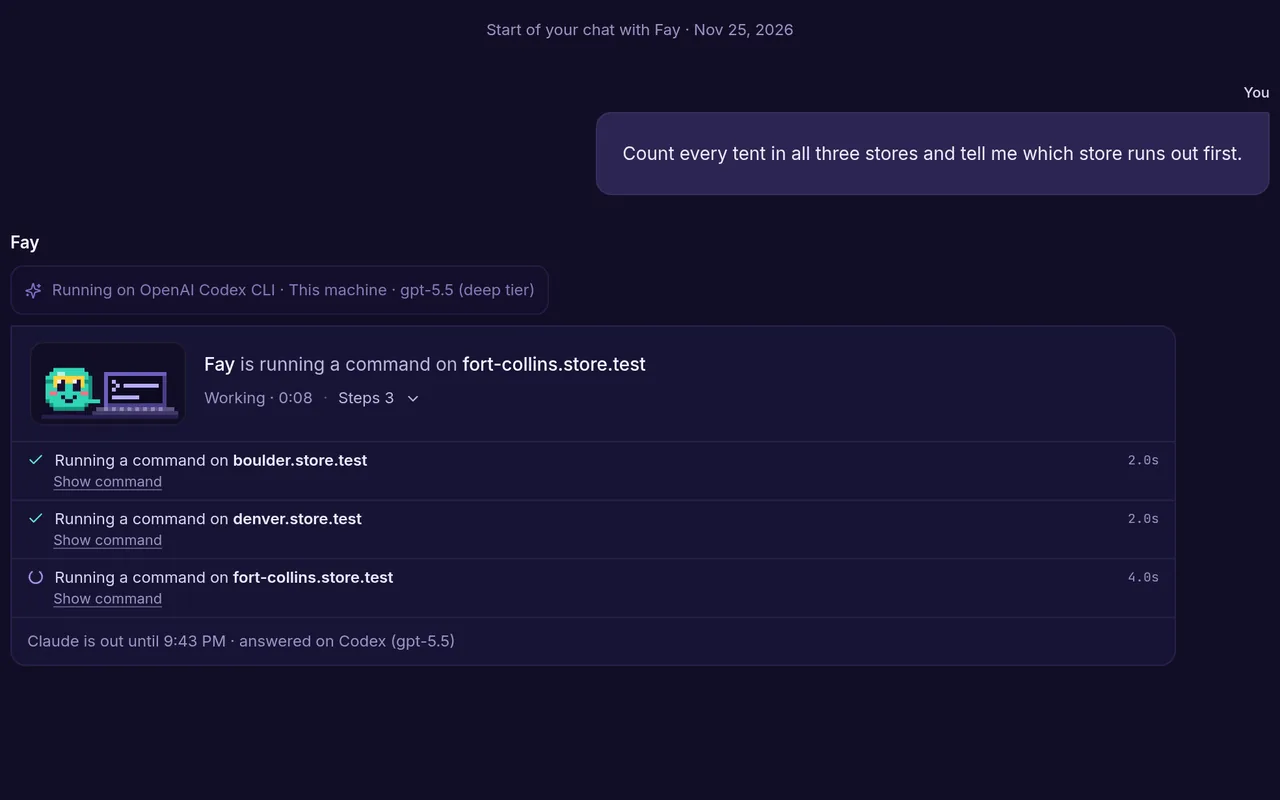 Start of your chat with Fay · Nov 25, 2026
You
Count every tent in all three stores and tell me which store runs out first.
Fay
Running on OpenAI Codex CLI · This machine · gpt-5.5 (deep tier)
Fay is running a command on fort-collins.store.test
Working · 0:08 · Steps 3
Running a command on boulder.store.test 2.0s
Show command
Running a command on denver.store.test 2.0s
Show command
Running a command on fort-collins.store.test 4.0s
Show command
Claude is out until 9:43 PM · answered on Codex (gpt-5.5)